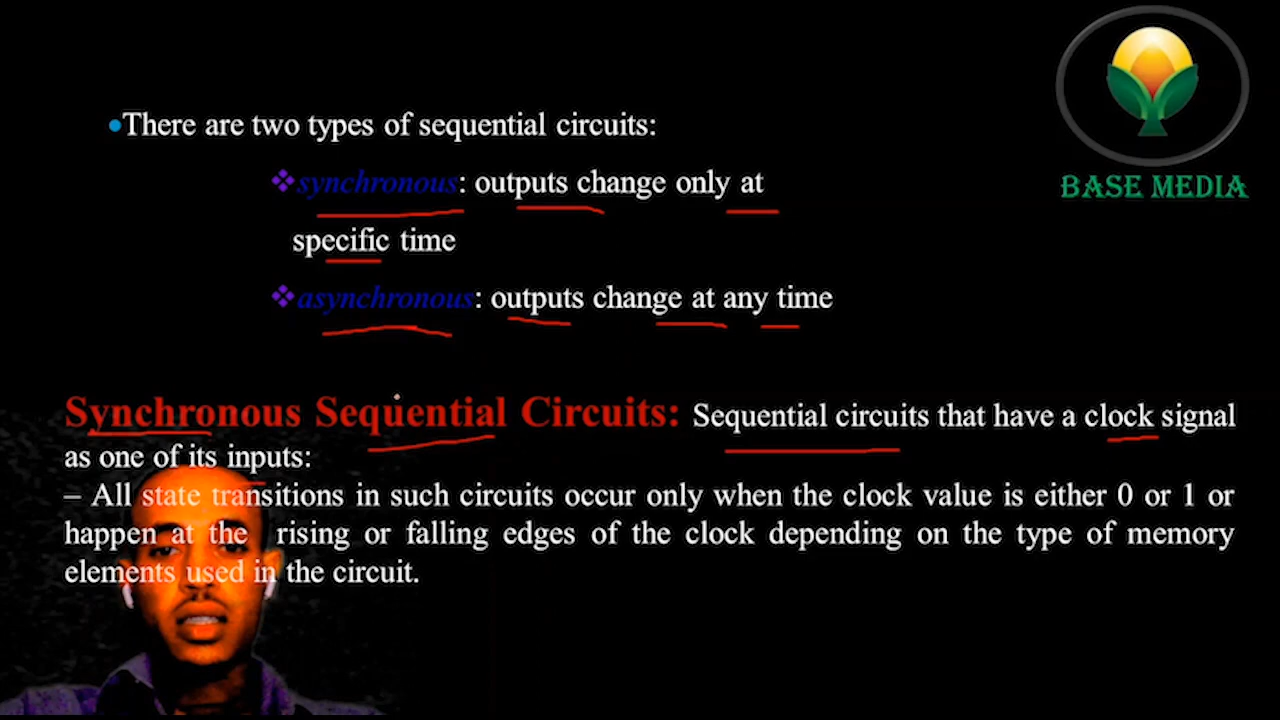 BASE MEDIA
•There are two types of sequential circuits:
❖synchronous: outputs change only at
specific time
❖asynchronous: outputs change at any time
Synchronous Sequential Circuits: Sequential circuits that have a clock signal
as one of its inputs:
– All state transitions in such circuits occur only when the clock value is either 0 or 1 or
happen at the rising or falling edges of the clock depending on the type of memory
elements used in the circuit.